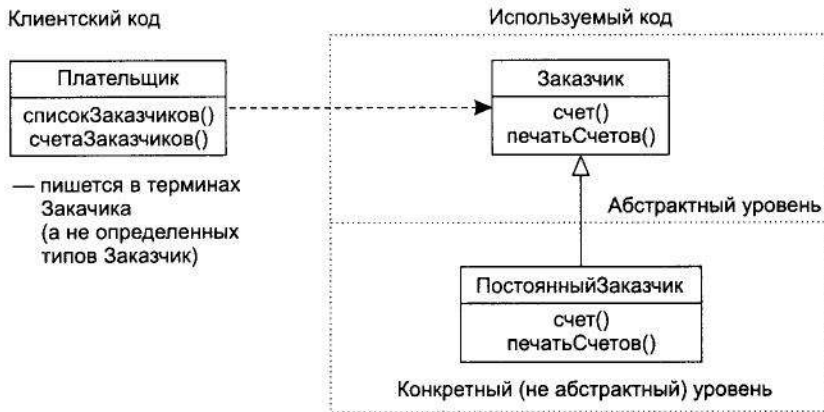 Клиентский код
Используемый код
Плательщик
списокЗаказчиков()
счетаЗаказчиков()
— пишется в терминах
Закачика
(а не определенных
типов Заказчик)
Заказчик
счет()
печатьСчетов()
Абстрактный уровень
ПостоянныйЗаказчик
счет()
печатьСчетов()
Конкретный (не абстрактный) уровень